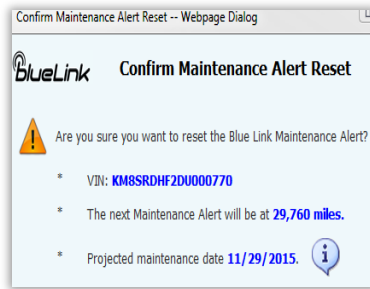 Confirm Maintenance Alert Reset -- Webpage Dialog
BlueLink
Confirm Maintenance Alert Reset
Are you sure you want to reset the Blue Link Maintenance Alert?
* VIN: KM8SRDHF2DU000770
* The next Maintenance Alert will be at 29,760 miles.
* Projected maintenance date 11/29/2015.